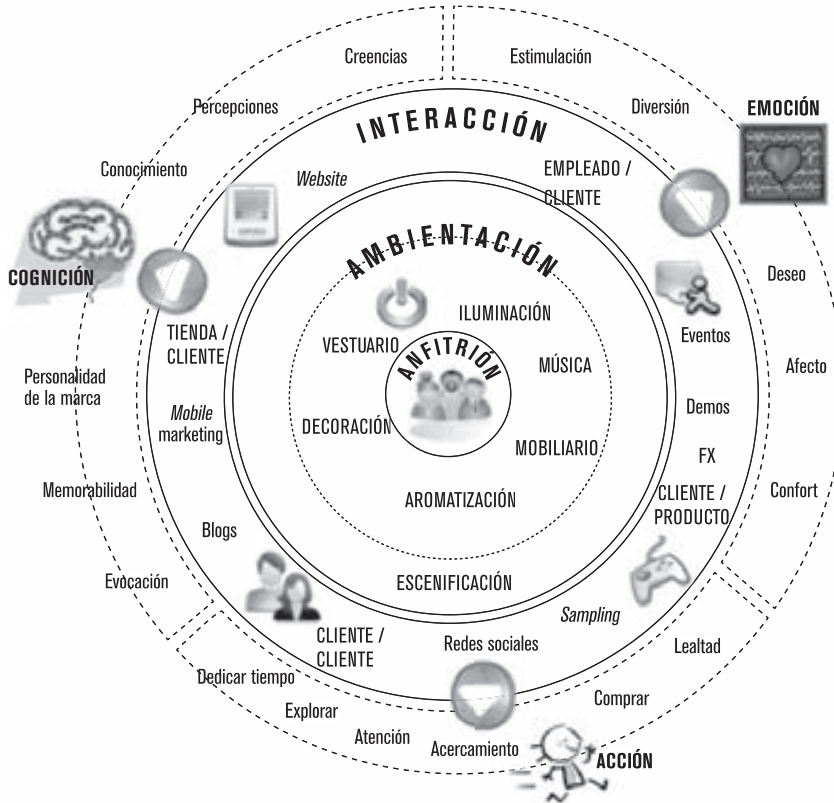 Creencias
Estimulación
Percepciones
Diversión
EMOCIÓN
INTERACCIÓN
Conocimiento
Website
EMPLEADO /
CLIENTE
COGNICIÓN
AMBIENTACIÓN
Deseo
ILUMINACIÓN
TIENDA /
CLIENTE
VESTUARIO
ANFITRIÓN
Eventos
MÚSICA
Afecto
Personalidad
de la marca
Mobile
marketing
DECORACIÓN
Demos
MOBILIARIO
FX
Memorabilidad
AROMATIZACIÓN
CLIENTE /
PRODUCTO
Confort
Blogs
Evocación
ESCENIFICACIÓN
Sampling
CLIENTE /
CLIENTE
Redes sociales
Lealtad
Dedicar tiempo
Explorar
Comprar
Atención
Acercamiento
ACCIÓN